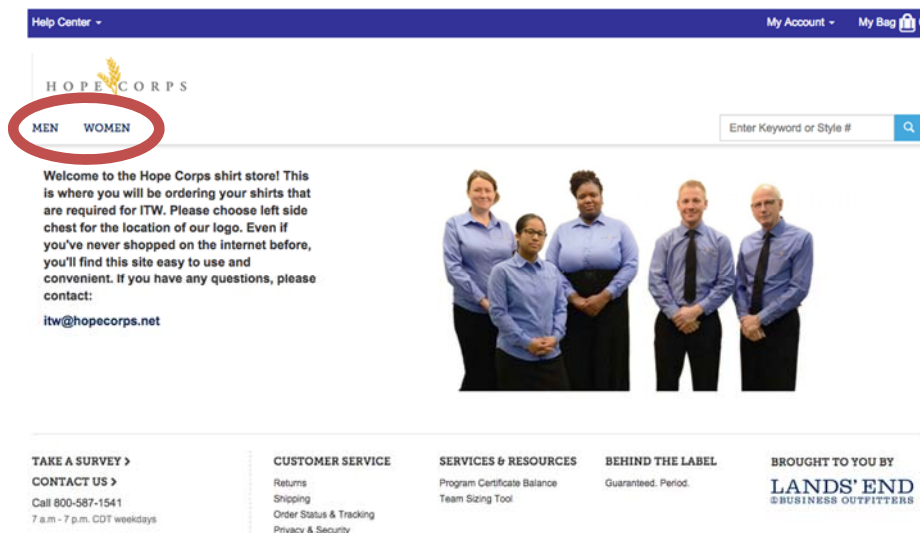 Help Center
My Account
My Bag
HOPE CORPS
MEN WOMEN
Enter Keyword or Style #
Welcome to the Hope Corps shirt store! This
is where you will be ordering your shirts that
are required for ITW. Please choose left side
chest for the location of our logo. Even if
you've never shopped on the internet before,
you'll find this site easy to use and
convenient. If you have any questions, please
contact:
itw@hopecorps.net
TAKE A SURVEY >
CONTACT US >
Call 800-587-1541
7 a.m - 7 p.m. CDT weekdays
CUSTOMER SERVICE
Returns
Shipping
Order Status & Tracking
Privacy & Security
SERVICES & RESOURCES
Program Certificate Balance
Team Sizing Tool
BEHIND THE LABEL
Guaranteed. Period.
BROUGHT TO YOU BY
LANDS' END
BUSINESS OUTFITTERS